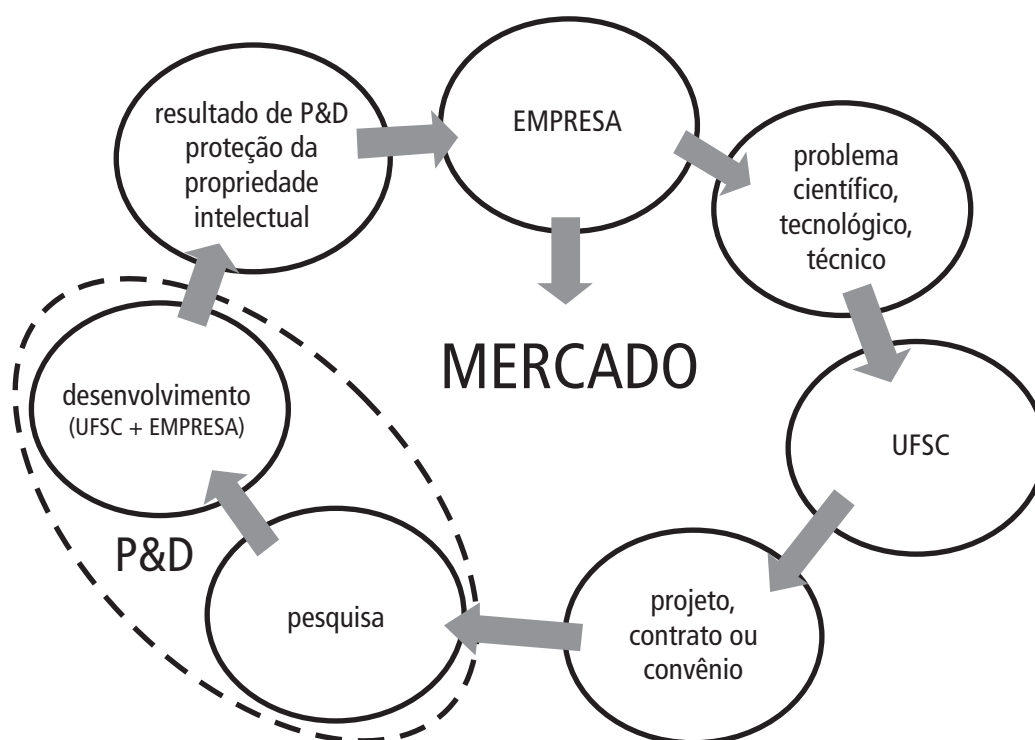 resultado de P&D
proteção da
propriedade
intelectual
EMPRESA
problema
científico,
tecnológico,
técnico
MERCADO
desenvolvimento
(UFSC + EMPRESA)
UFSC
P&D
pesquisa
projeto,
contrato ou
convênio